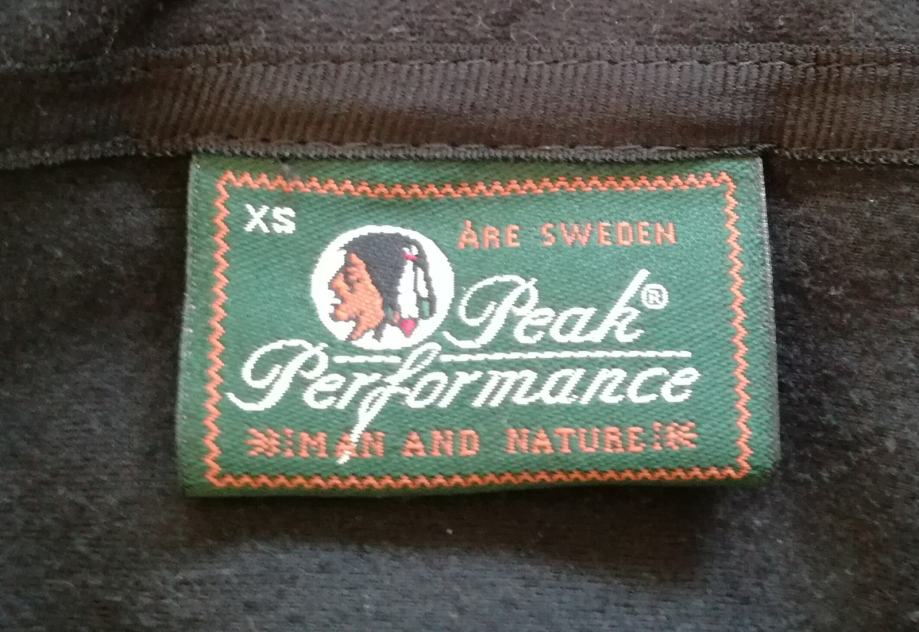 XS
ÅRE SWEDEN
Peak®
Performance
MAN AND NATURE